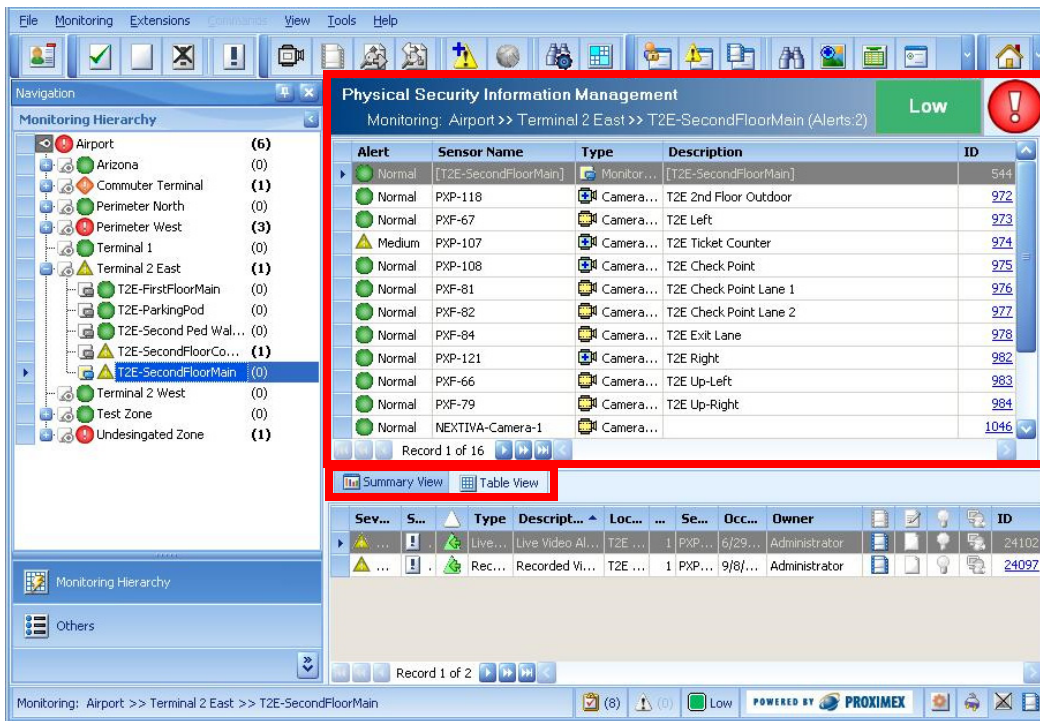 File Monitoring Extensions Commands View Tools Help
Navigation
Monitoring Hierarchy
Airport (6)
Arizona (0)
Commuter Terminal (1)
Perimeter North (0)
Perimeter West (3)
Terminal 1 (0)
Terminal 2 East (1)
T2E-FirstFloorMain (0)
T2E-ParkingPod (0)
T2E-Second Ped Wal... (0)
T2E-SecondFloorCo... (1)
T2E-SecondFloorMain (0)
Terminal 2 West (0)
Test Zone (0)
Undesingated Zone (1)
Monitoring Hierarchy
Others
Physical Security Information Management
Monitoring: Airport >> Terminal 2 East >> T2E-SecondFloorMain (Alerts:2)
Low
Alert Sensor Name Type Description ID
Normal [T2E-SecondFloorMain] Monitor... [T2E-SecondFloorMain] 544
Normal PXP-118 Camera... T2E 2nd Floor Outdoor 972
Normal PXF-67 Camera... T2E Left 973
Medium PXP-107 Camera... T2E Ticket Counter 974
Normal PXP-108 Camera... T2E Check Point 975
Normal PXF-81 Camera... T2E Check Point Lane 1 976
Normal PXF-82 Camera... T2E Check Point Lane 2 977
Normal PXF-84 Camera... T2E Exit Lane 978
Normal PXP-121 Camera... T2E Right 982
Normal PXF-66 Camera... T2E Up-Left 983
Normal PXF-79 Camera... T2E Up-Right 984
Normal NEXTIVA-Camera-1 Camera... 1046
Record 1 of 16
Summary View Table View
Sev... S... Type Descript... Loc... ... Se... Occ... Owner ID
... . Live... Live Video Al... T2E ... 1 PXP... 6/29... Administrator 24102
... . Rec... Recorded Vi... T2E ... 1 PXP... 9/8/... Administrator 24097
Record 1 of 2
Monitoring: Airport >> Terminal 2 East >> T2E-SecondFloorMain (8) (0) Low POWERED BY PROXIMEX